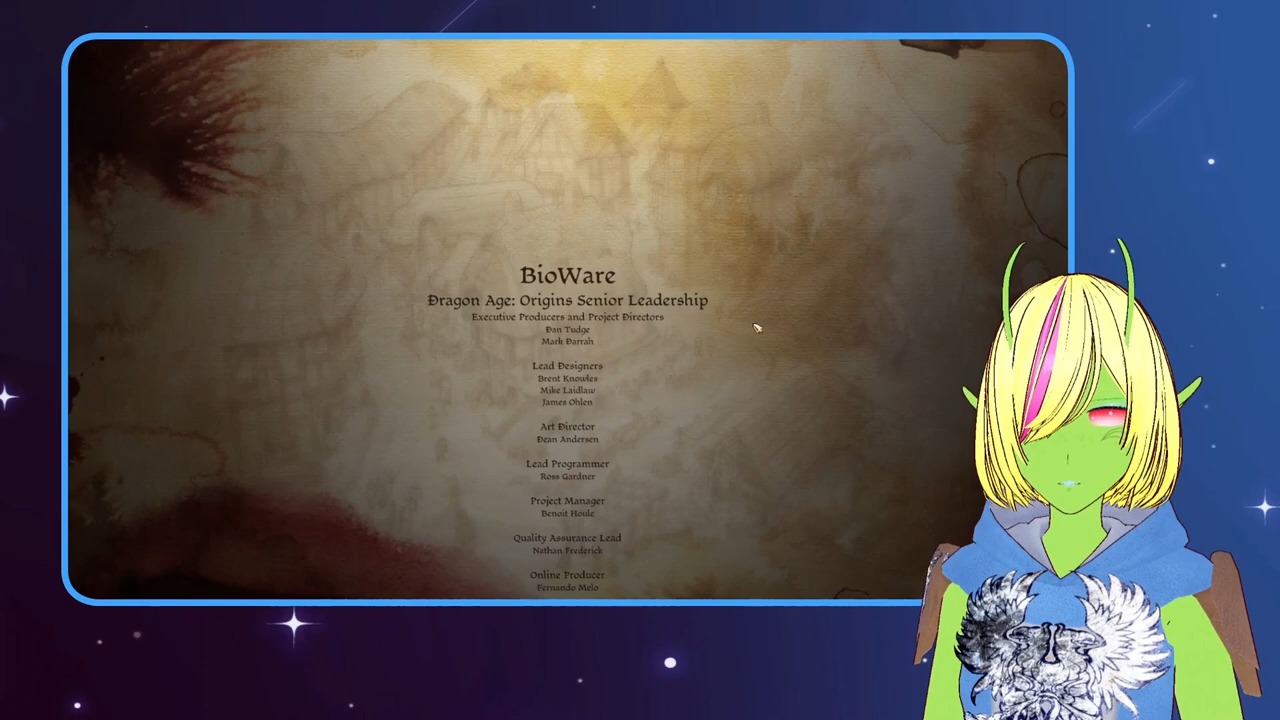 BioWare
Dragon Age: Origins Senior Leadership
Executive Producers and Project Directors
Dan Tudge
Mark Darrah
Lead Designers
Brent Knowles
Mike Laidlaw
James Ohlen
Art Director
Dean Andersen
Lead Programmer
Ross Gardner
Project Manager
Benoit Houle
Quality Assurance Lead
Nathan Frederick
Online Producer
Fernando Melo